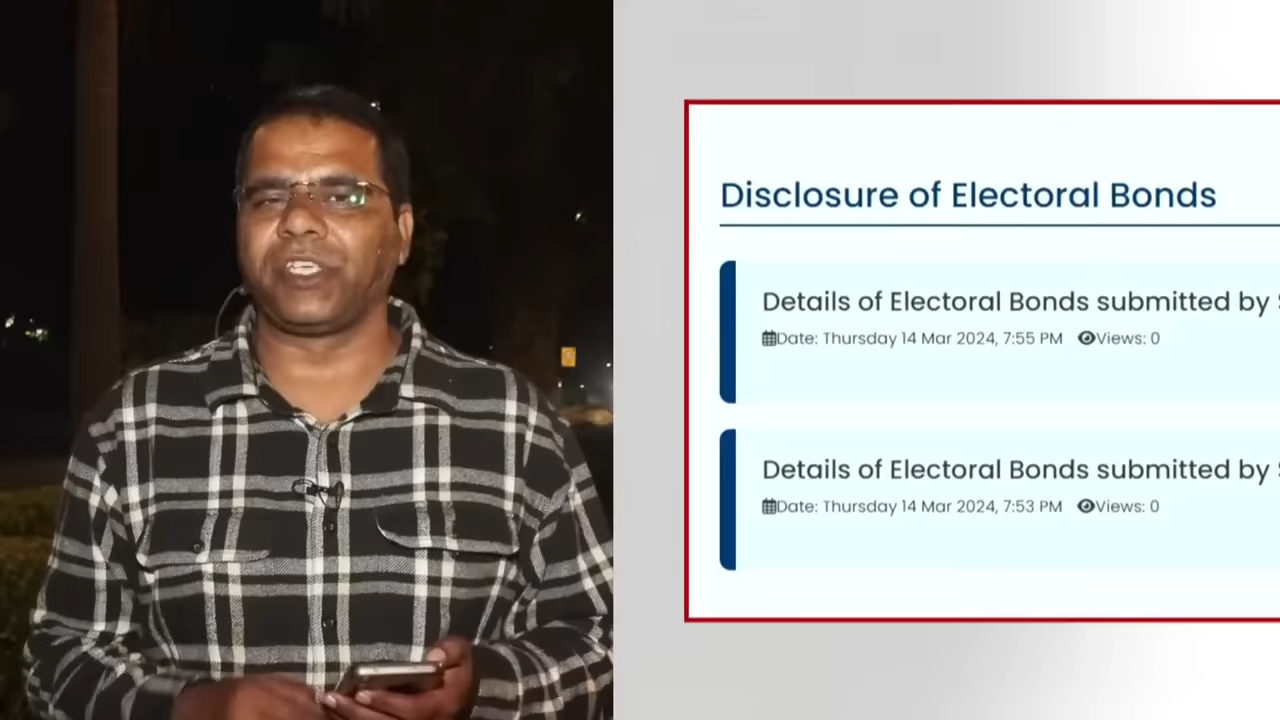 Disclosure of Electoral Bonds
Details of Electoral Bonds submitted by
Date: Thursday 14 Mar 2024, 7:55 PM Views: 0
Details of Electoral Bonds submitted by
Date: Thursday 14 Mar 2024, 7:53 PM Views: 0